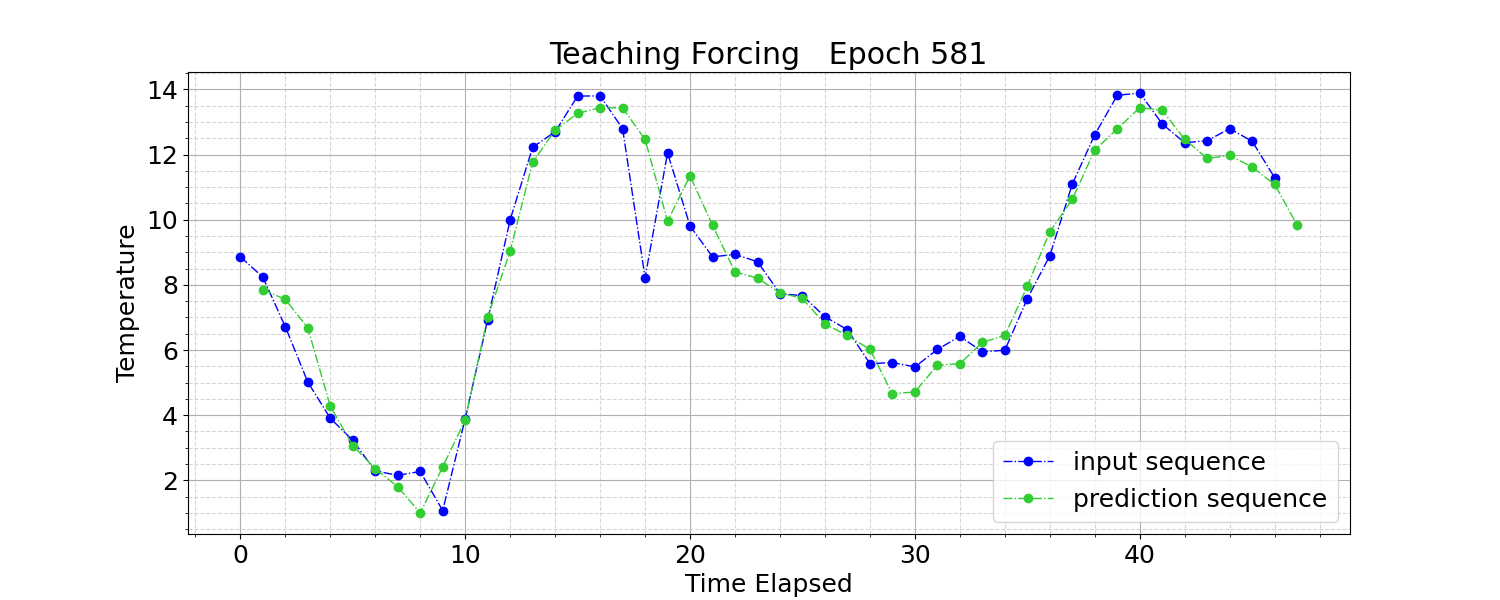 Teaching Forcing   Epoch 581
Temperature
14
12
10
8
6
4
2
0 10 20 30 40
Time Elapsed
input sequence
prediction sequence